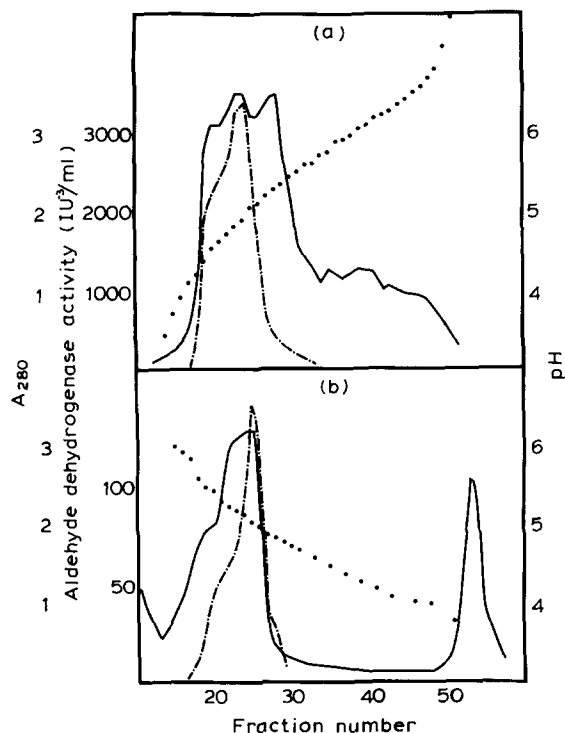 (a)
3 3000 6
2 2000 5
1 1000 4
A280
Aldehyde dehydrogenase activity (IU³/ml)
pH
(b)
3 6
100
2 5
50
1 4
20 30 40 50
Fraction number